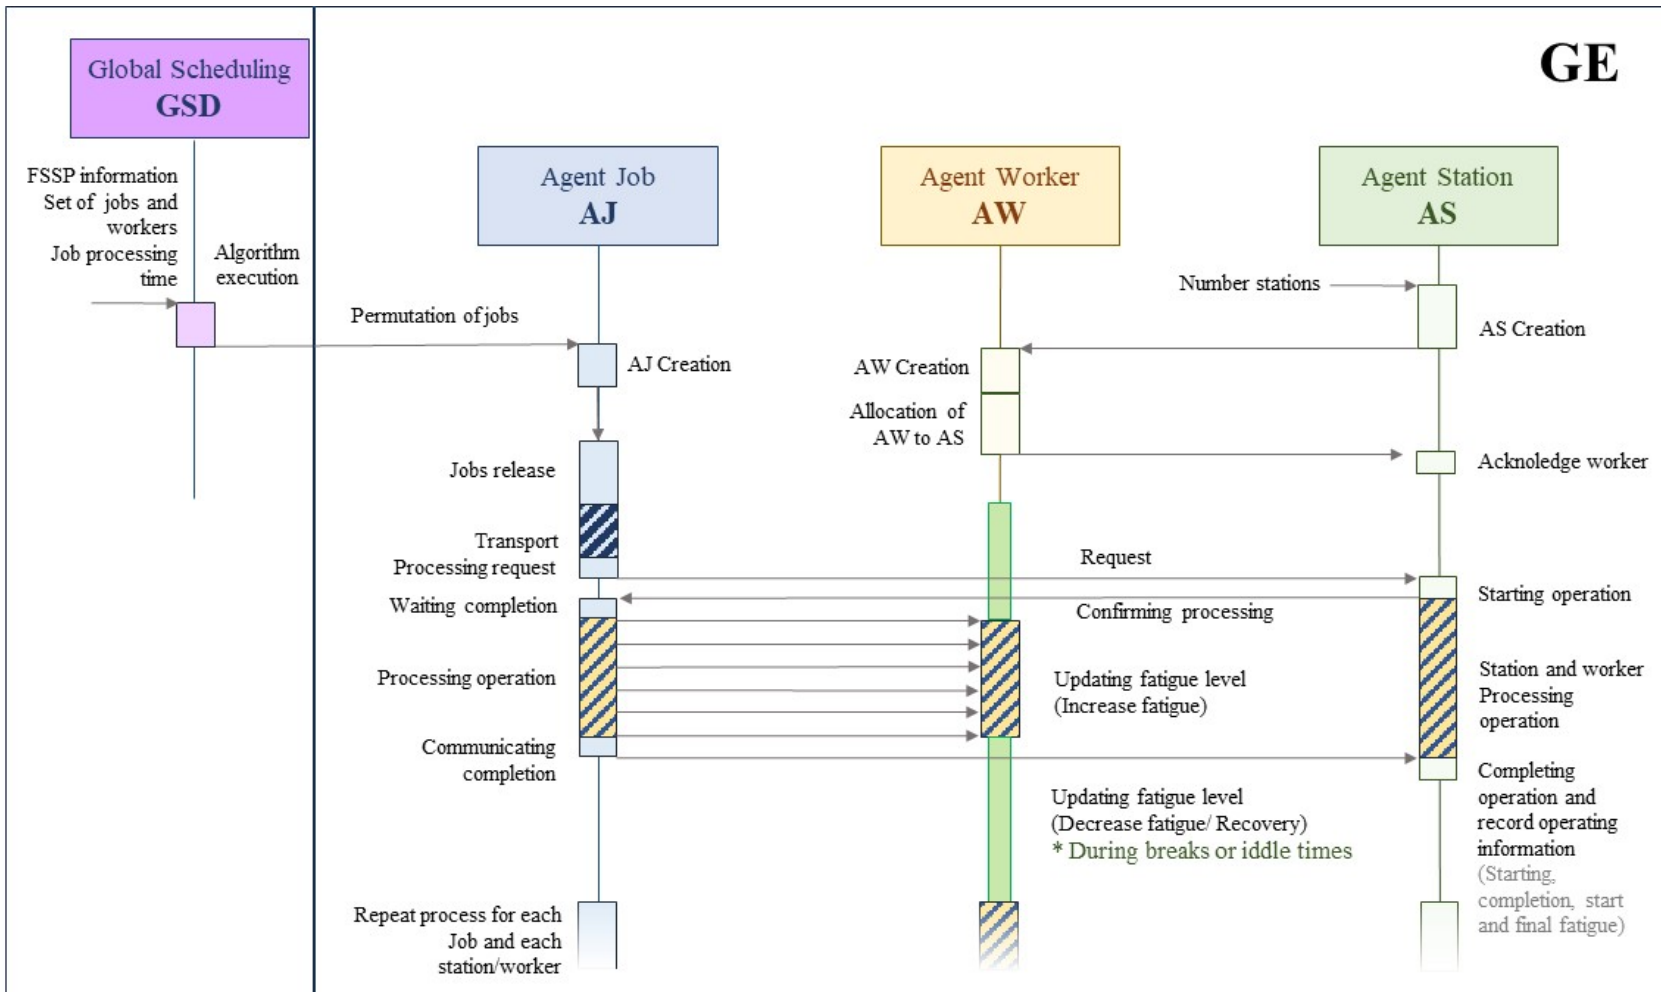 Global Scheduling
GSD
GE
FSSP information
Set of jobs and
workers
Job processing
time
Algorithm
execution
Agent Job
AJ
Agent Worker
AW
Agent Station
AS
Permutation of jobs
AJ Creation
Number stations
AS Creation
AW Creation
Allocation of
AW to AS
Acknoledge worker
Jobs release
Transport
Processing request
Request
Waiting completion
Confirming processing
Starting operation
Processing operation
Updating fatigue level
(Increase fatigue)
Station and worker
Processing
operation
Communicating
completion
Updating fatigue level
(Decrease fatigue/ Recovery)
* During breaks or iddle times
Completing
operation and
record operating
information
(Starting,
completion, start
and final fatigue)
Repeat process for each
Job and each
station/worker